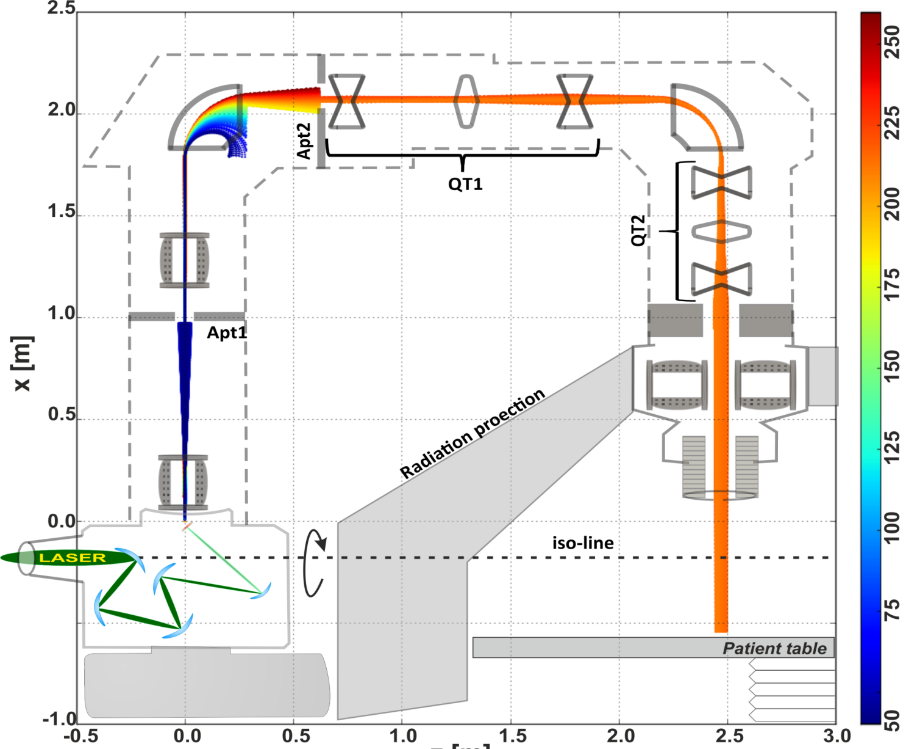 2.5
2.0
1.5
1.0
0.5
0.0
-1.0
x [m]
-0.5
0.0
0.5
1.0
1.5
2.0
2.5
3.0
z [m]
Apt2
QT1
QT2
Apt1
Radiation proection
iso-line
LASER
Patient table
250
225
200
175
150
125
100
75
50